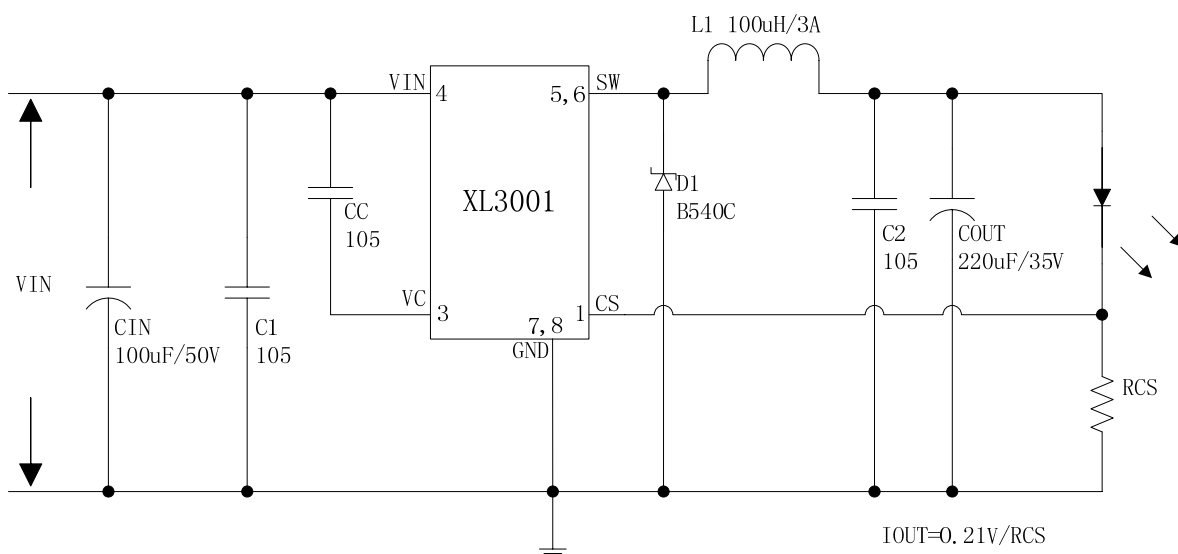 L1 100uH/3A
VIN
4
5,6
SW
XL3001
D1
B540C
CC
105
C2
105
COUT
220uF/35V
VIN
VC
3
1
CS
7,8
GND
CIN
100uF/50V
C1
105
RCS
IOUT=0.21V/RCS